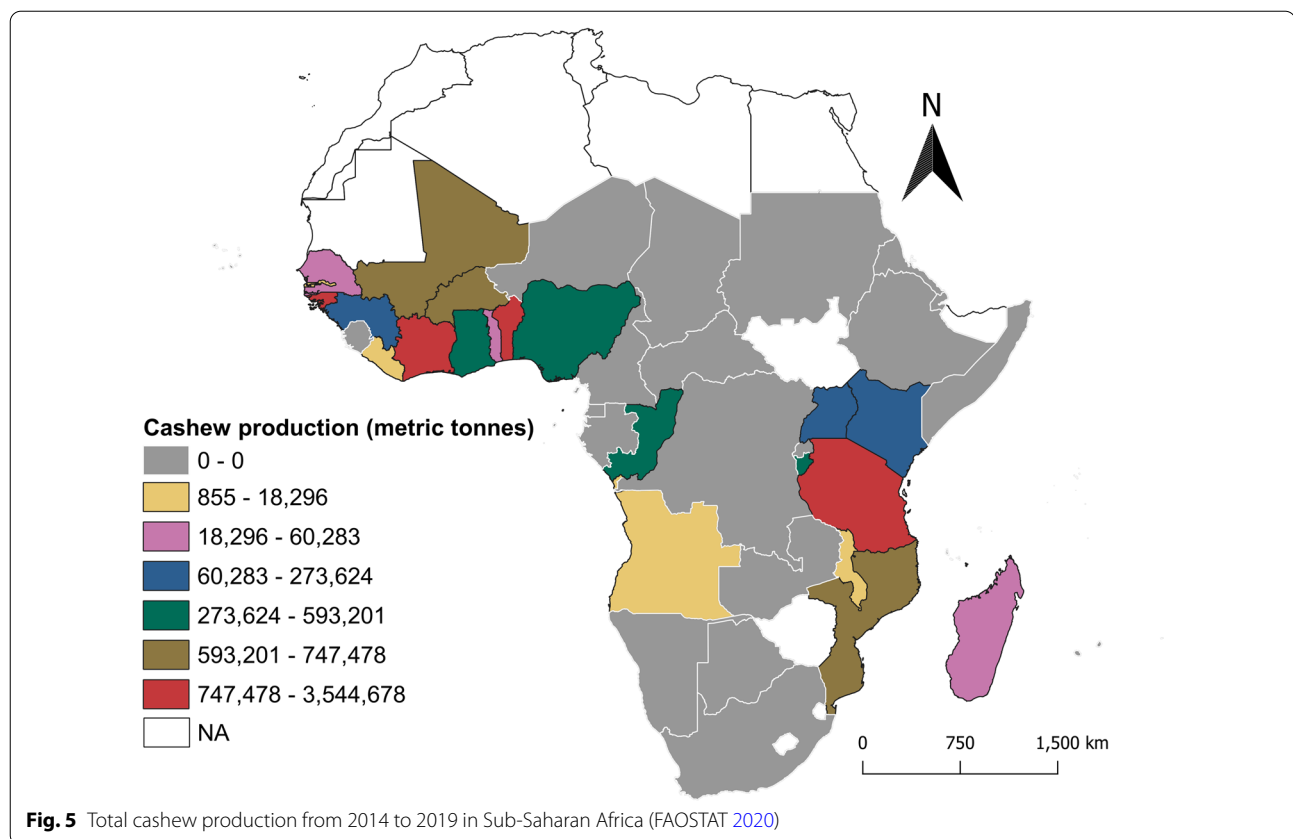 N
Cashew production (metric tonnes)
0 - 0
855 - 18,296
18,296 - 60,283
60,283 - 273,624
273,624 - 593,201
593,201 - 747,478
747,478 - 3,544,678
NA
0 750 1,500 km
Fig. 5 Total cashew production from 2014 to 2019 in Sub-Saharan Africa (FAOSTAT 2020)